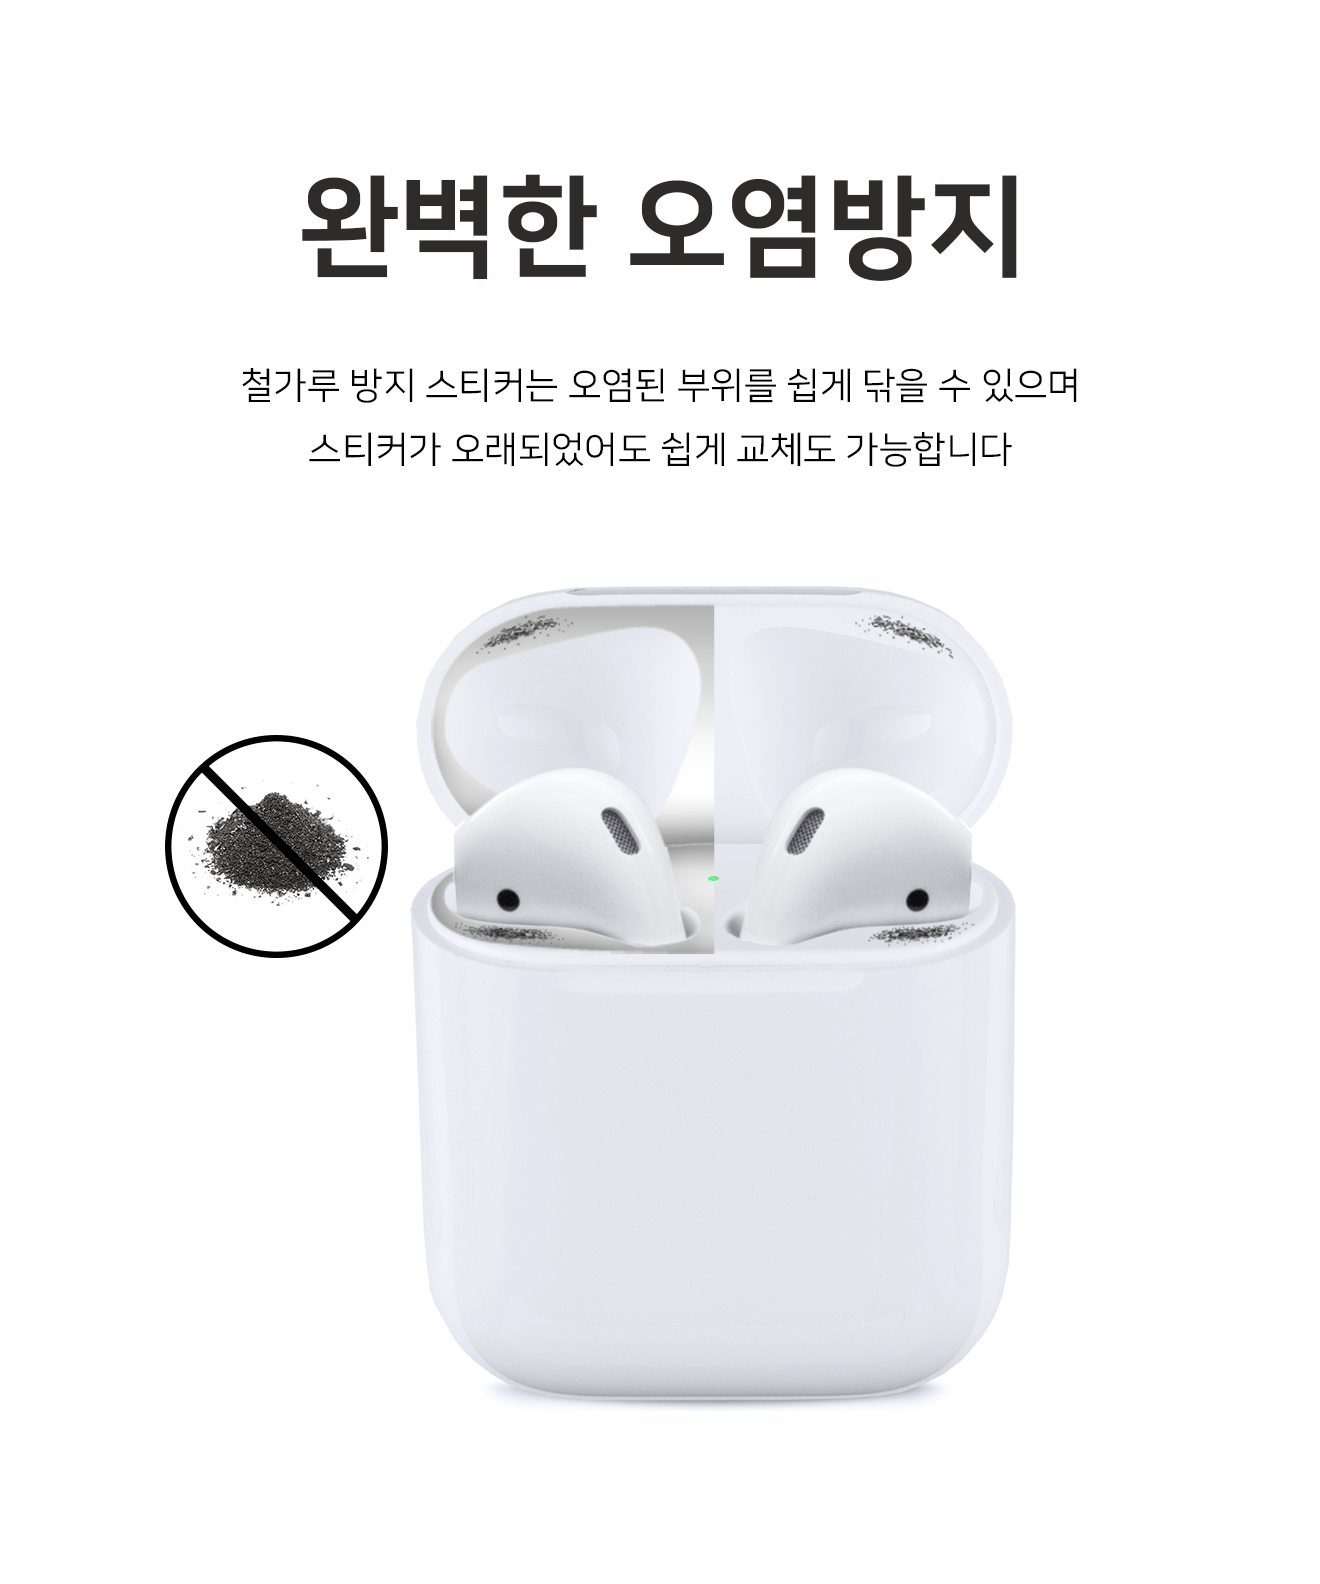 완벽한 오염방지
철가루 방지 스티커는 오염된 부위를 쉽게 닦을 수 있으며
스티커가 오래되었어도 쉽게 교체도 가능합니다